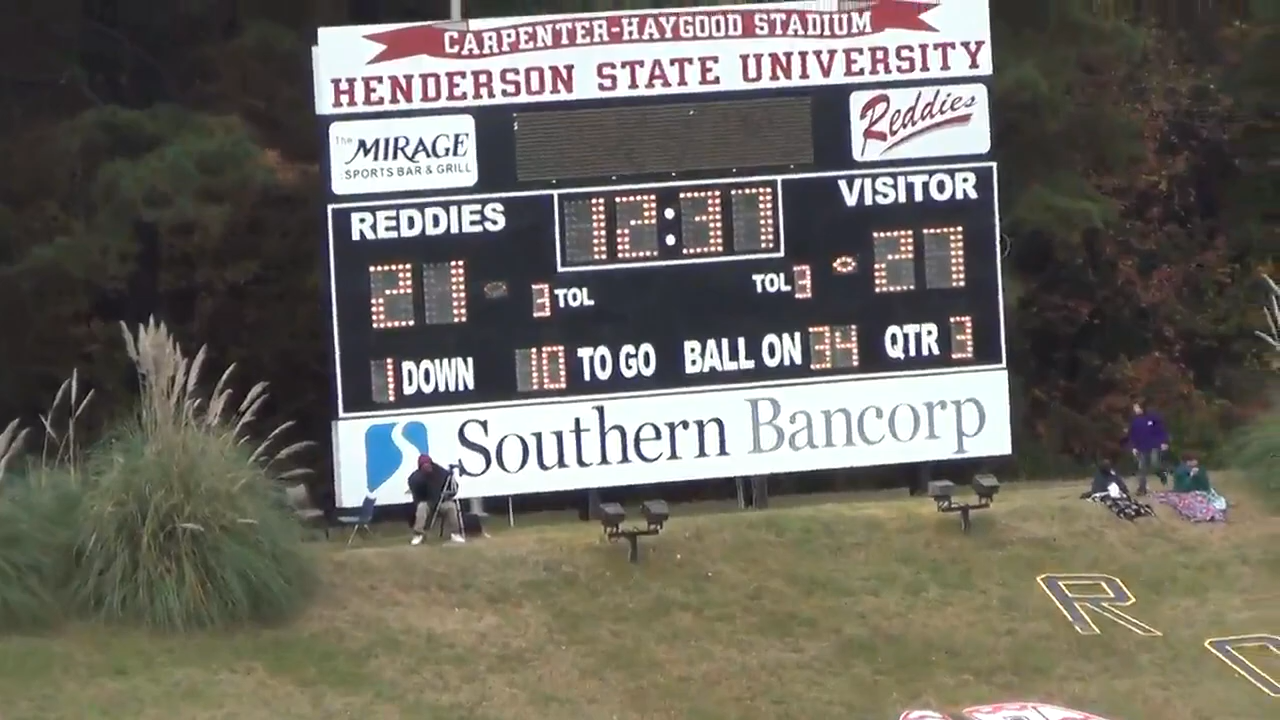 CARPENTER-HAYGOOD STADIUM
HENDERSON STATE UNIVERSITY
The MIRAGE
SPORTS BAR & GRILL
Reddies
REDDIES
12:37
VISITOR
21
3 TOL
TOL 3
27
1 DOWN
10 TO GO
BALL ON 34
QTR 3
Southern Bancorp
R